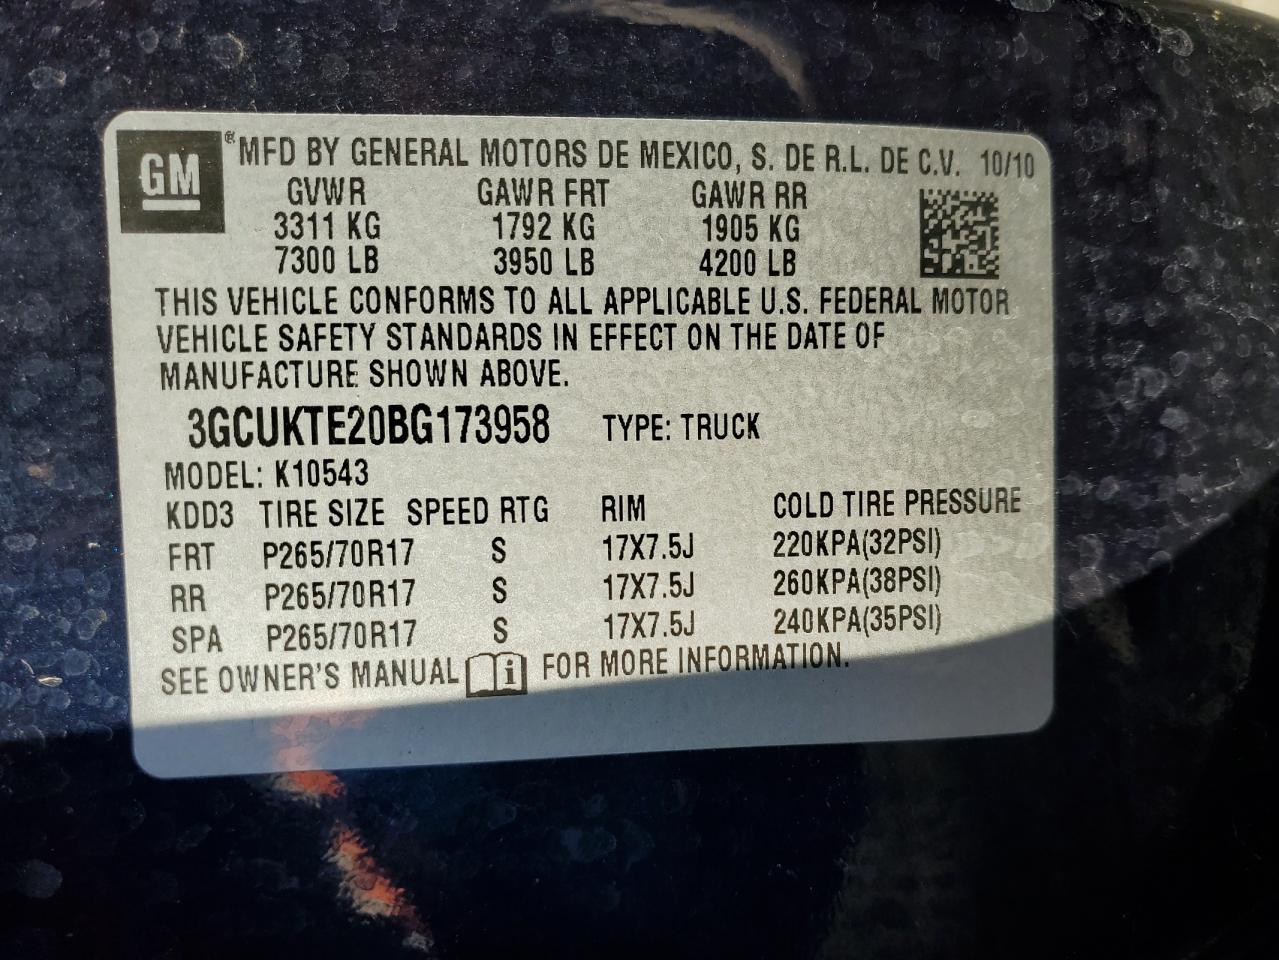 GM ® MFD BY GENERAL MOTORS DE MEXICO, S. DE R.L. DE C.V. 10/10
GVWR GAWR FRT GAWR RR
3311 KG 1792 KG 1905 KG
7300 LB 3950 LB 4200 LB
THIS VEHICLE CONFORMS TO ALL APPLICABLE U.S. FEDERAL MOTOR
VEHICLE SAFETY STANDARDS IN EFFECT ON THE DATE OF
MANUFACTURE SHOWN ABOVE.
3GCUKTE20BG173958 TYPE: TRUCK
MODEL: K10543
KDD3 TIRE SIZE SPEED RTG RIM COLD TIRE PRESSURE
FRT P265/70R17 S 17X7.5J 220KPA(32PSI)
RR P265/70R17 S 17X7.5J 260KPA(38PSI)
SPA P265/70R17 S 17X7.5J 240KPA(35PSI)
SEE OWNER'S MANUAL i FOR MORE INFORMATION.